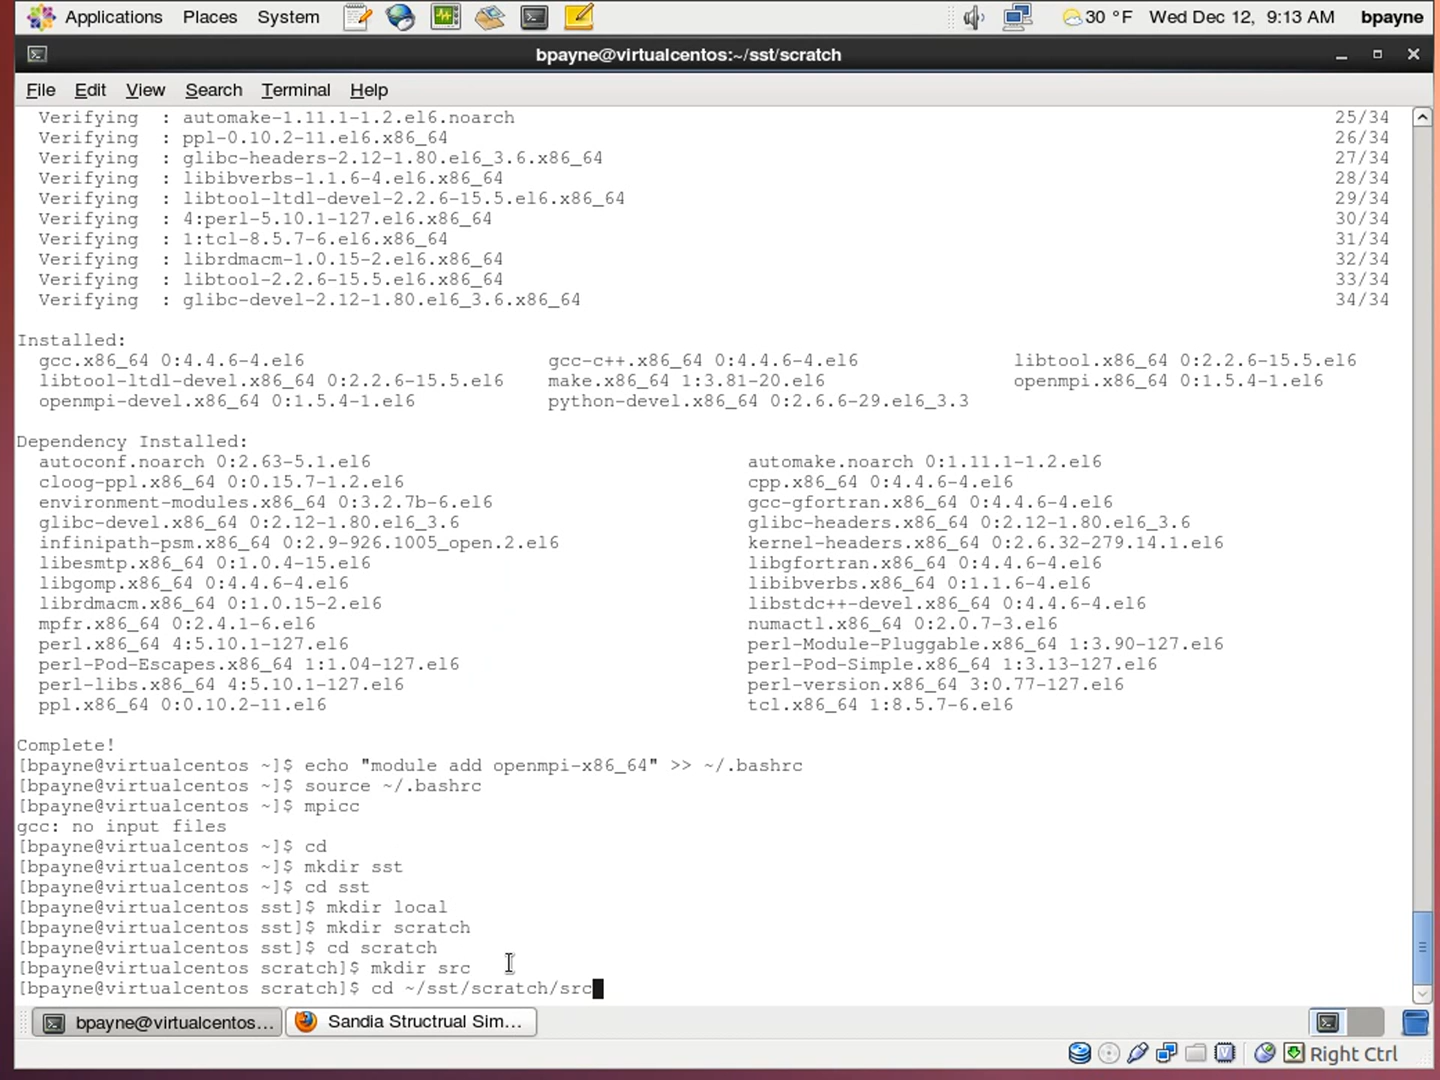 Applications Places System 30 °F Wed Dec 12, 9:13 AM bpayne
bpayne@virtualcentos:~/sst/scratch
File Edit View Search Terminal Help
Verifying : automake-1.11.1-1.2.el6.noarch 25/34
Verifying : ppl-0.10.2-11.el6.x86_64 26/34
Verifying : glibc-headers-2.12-1.80.el6_3.6.x86_64 27/34
Verifying : libibverbs-1.1.6-4.el6.x86_64 28/34
Verifying : libtool-ltdl-devel-2.2.6-15.5.el6.x86_64 29/34
Verifying : 4:perl-5.10.1-127.el6.x86_64 30/34
Verifying : 1:tcl-8.5.7-6.el6.x86_64 31/34
Verifying : librdmacm-1.0.15-2.el6.x86_64 32/34
Verifying : libtool-2.2.6-15.5.el6.x86_64 33/34
Verifying : glibc-devel-2.12-1.80.el6_3.6.x86_64 34/34
Installed:
gcc.x86_64 0:4.4.6-4.el6 gcc-c++.x86_64 0:4.4.6-4.el6 libtool.x86_64 0:2.2.6-15.5.el6
libtool-ltdl-devel.x86_64 0:2.2.6-15.5.el6 make.x86_64 1:3.81-20.el6 openmpi.x86_64 0:1.5.4-1.el6
openmpi-devel.x86_64 0:1.5.4-1.el6 python-devel.x86_64 0:2.6.6-29.el6_3.3
Dependency Installed:
autoconf.noarch 0:2.63-5.1.el6 automake.noarch 0:1.11.1-1.2.el6
cloog-ppl.x86_64 0:0.15.7-1.2.el6 cpp.x86_64 0:4.4.6-4.el6
environment-modules.x86_64 0:3.2.7b-6.el6 gcc-gfortran.x86_64 0:4.4.6-4.el6
glibc-devel.x86_64 0:2.12-1.80.el6_3.6 glibc-headers.x86_64 0:2.12-1.80.el6_3.6
infinipath-psm.x86_64 0:2.9-926.1005_open.2.el6 kernel-headers.x86_64 0:2.6.32-279.14.1.el6
libesmtp.x86_64 0:1.0.4-15.el6 libgfortran.x86_64 0:4.4.6-4.el6
libgomp.x86_64 0:4.4.6-4.el6 libibverbs.x86_64 0:1.1.6-4.el6
librdmacm.x86_64 0:1.0.15-2.el6 libstdc++-devel.x86_64 0:4.4.6-4.el6
mpfr.x86_64 0:2.4.1-6.el6 numactl.x86_64 0:2.0.7-3.el6
perl.x86_64 4:5.10.1-127.el6 perl-Module-Pluggable.x86_64 1:3.90-127.el6
perl-Pod-Escapes.x86_64 1:1.04-127.el6 perl-Pod-Simple.x86_64 1:3.13-127.el6
perl-libs.x86_64 4:5.10.1-127.el6 perl-version.x86_64 3:0.77-127.el6
ppl.x86_64 0:0.10.2-11.el6 tcl.x86_64 1:8.5.7-6.el6
Complete!
[bpayne@virtualcentos ~]$ echo "module add openmpi-x86_64" >> ~/.bashrc
[bpayne@virtualcentos ~]$ source ~/.bashrc
[bpayne@virtualcentos ~]$ mpicc
gcc: no input files
[bpayne@virtualcentos ~]$ cd
[bpayne@virtualcentos ~]$ mkdir sst
[bpayne@virtualcentos ~]$ cd sst
[bpayne@virtualcentos sst]$ mkdir local
[bpayne@virtualcentos sst]$ mkdir scratch
[bpayne@virtualcentos sst]$ cd scratch
[bpayne@virtualcentos scratch]$ mkdir src
[bpayne@virtualcentos scratch]$ cd ~/sst/scratch/src
bpayne@virtualcentos... Sandia Structrual Sim...
Right Ctrl